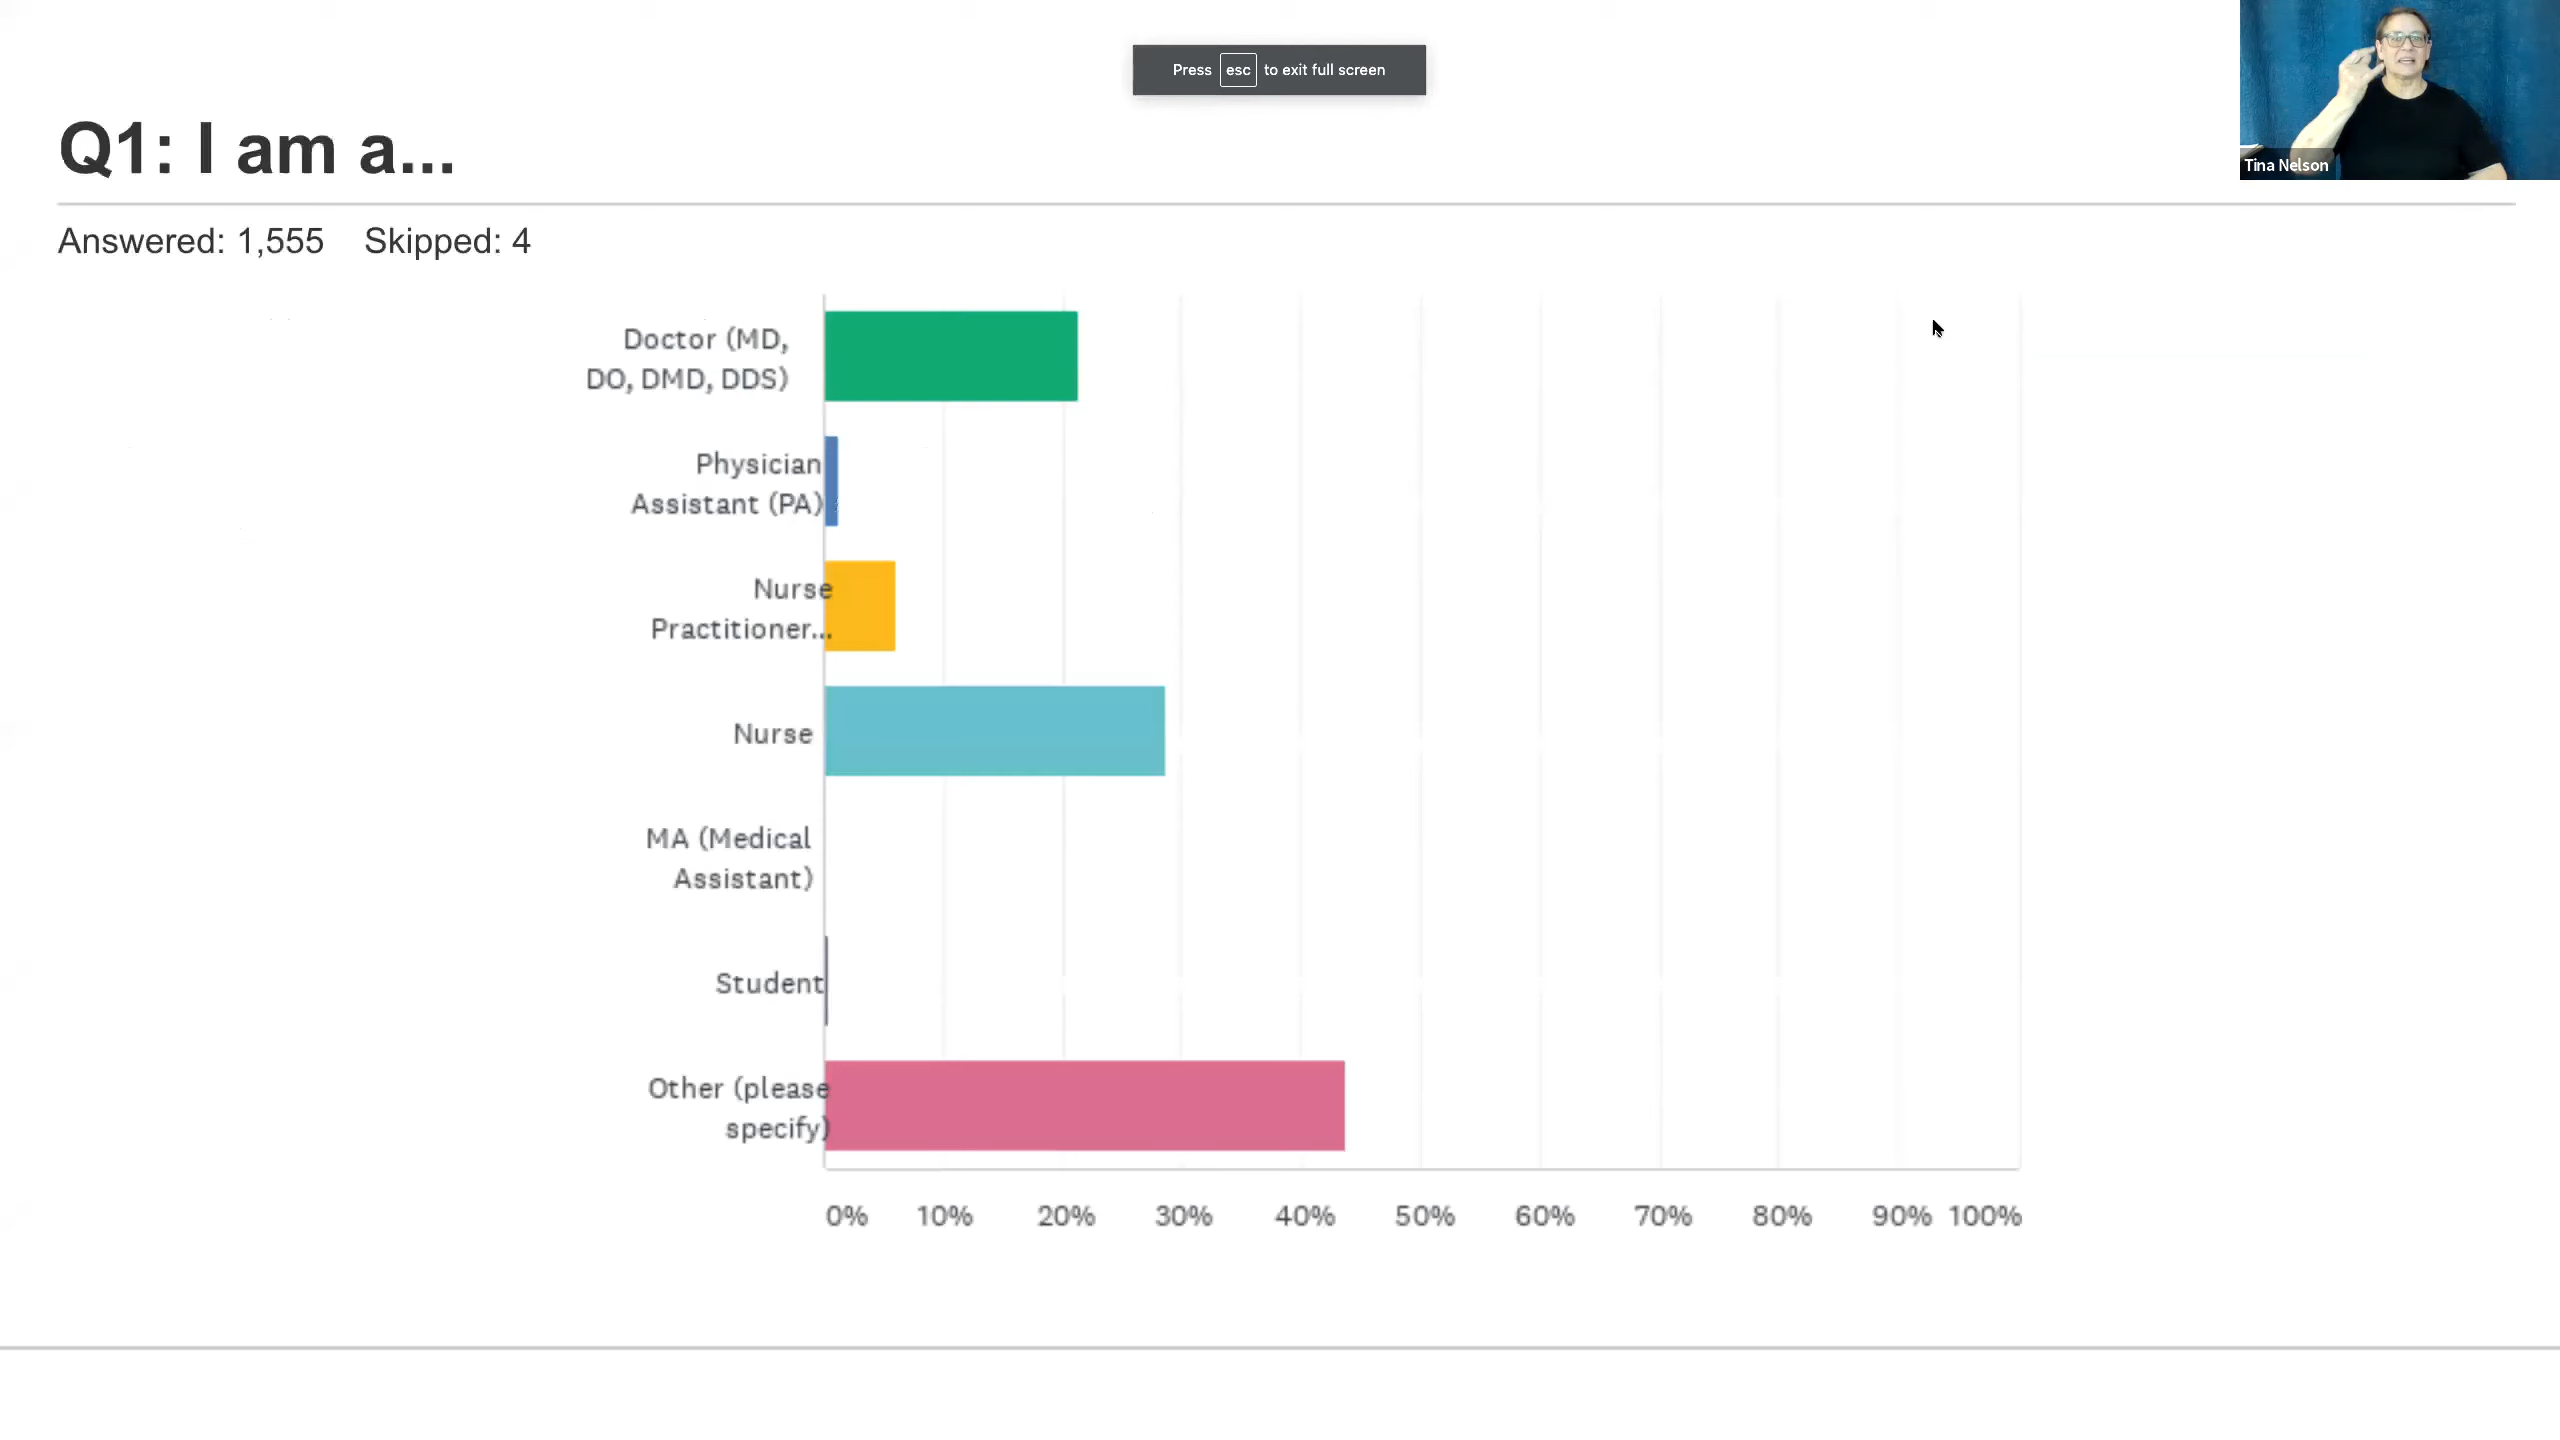 Press esc to exit full screen
Tina Nelson
Q1: I am a...
Answered: 1,555 Skipped: 4
Doctor (MD,
DO, DMD, DDS)
Physician
Assistant (PA)
Nurse
Practitioner...
Nurse
MA (Medical
Assistant)
Student
Other (please
specify)
0% 10% 20% 30% 40% 50% 60% 70% 80% 90% 100%